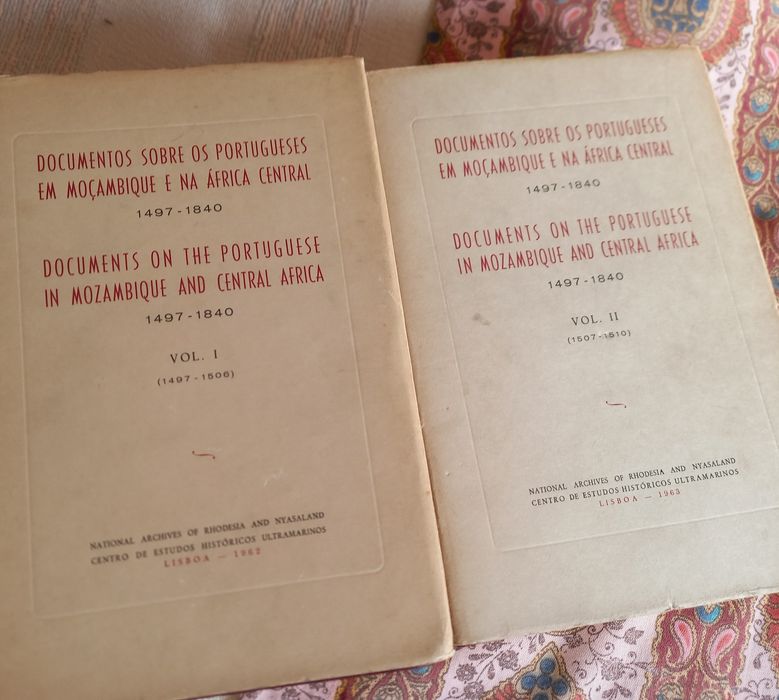 DOCUMENTOS SOBRE OS PORTUGUESES
EM MOÇAMBIQUE E NA ÁFRICA CENTRAL
1497-1840
DOCUMENTS ON THE PORTUGUESE
IN MOZAMBIQUE AND CENTRAL AFRICA
1497-1840
VOL. I
(1497-1506)
NATIONAL ARCHIVES OF RHODESIA AND NYASALAND
CENTRO DE ESTUDOS HISTÓRICOS ULTRAMARINOS
LISBOA — 1962
DOCUMENTOS SOBRE OS PORTUGUESES
EM MOÇAMBIQUE E NA ÁFRICA CENTRAL
1497-1840
DOCUMENTS ON THE PORTUGUESE
IN MOZAMBIQUE AND CENTRAL AFRICA
1497-1840
VOL. II
(1507-1510)
NATIONAL ARCHIVES OF RHODESIA AND NYASALAND
CENTRO DE ESTUDOS HISTÓRICOS ULTRAMARINOS
LISBOA — 1963